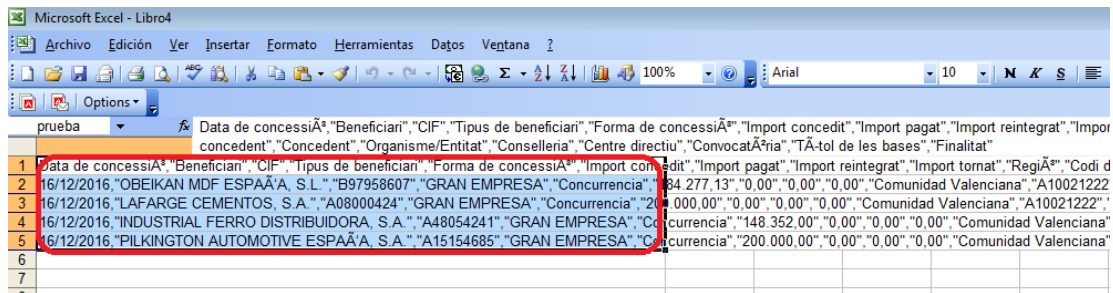 Microsoft Excel - Libro4
Archivo Edición Ver Insertar Formato Herramientas Datos Ventana ?
100% Arial 10 N K S
Options
prueba fx Data de concessiÃ³,"Beneficiari","CIF","Tipus de beneficiari","Forma de concessiÃ³","Import concedit","Import pagat","Import reintegrat","Impor
concedent","Concedent","Organisme/Entitat","Conselleria","Centre directiu","ConvocatÃ²ria","TÃ­tol de les bases","Finalitat"
1 Data de concessiÃ³,"Beneficiari","CIF","Tipus de beneficiari","Forma de concessiÃ³","Import concedit","Import pagat","Import reintegrat","Import tornat","RegiÃ³","Codi d
2 16/12/2016,"OBEIKAN MDF ESPAÃ'A, S.L.","B97958607","GRAN EMPRESA","Concurrencia","84.277,13","0,00","0,00","0,00","Comunidad Valenciana","A10021222"
3 16/12/2016,"LAFARGE CEMENTOS, S.A.","A08000424","GRAN EMPRESA","Concurrencia","200.000,00","0,00","0,00","0,00","Comunidad Valenciana","A10021222",
4 16/12/2016,"INDUSTRIAL FERRO DISTRIBUIDORA, S.A.","A48054241","GRAN EMPRESA","Concurrencia","148.352,00","0,00","0,00","0,00","Comunidad Valenciana"
5 16/12/2016,"PILKINGTON AUTOMOTIVE ESPAÃ'A, S.A.","A15154685","GRAN EMPRESA","Concurrencia","200.000,00","0,00","0,00","0,00","Comunidad Valenciana"
6
7